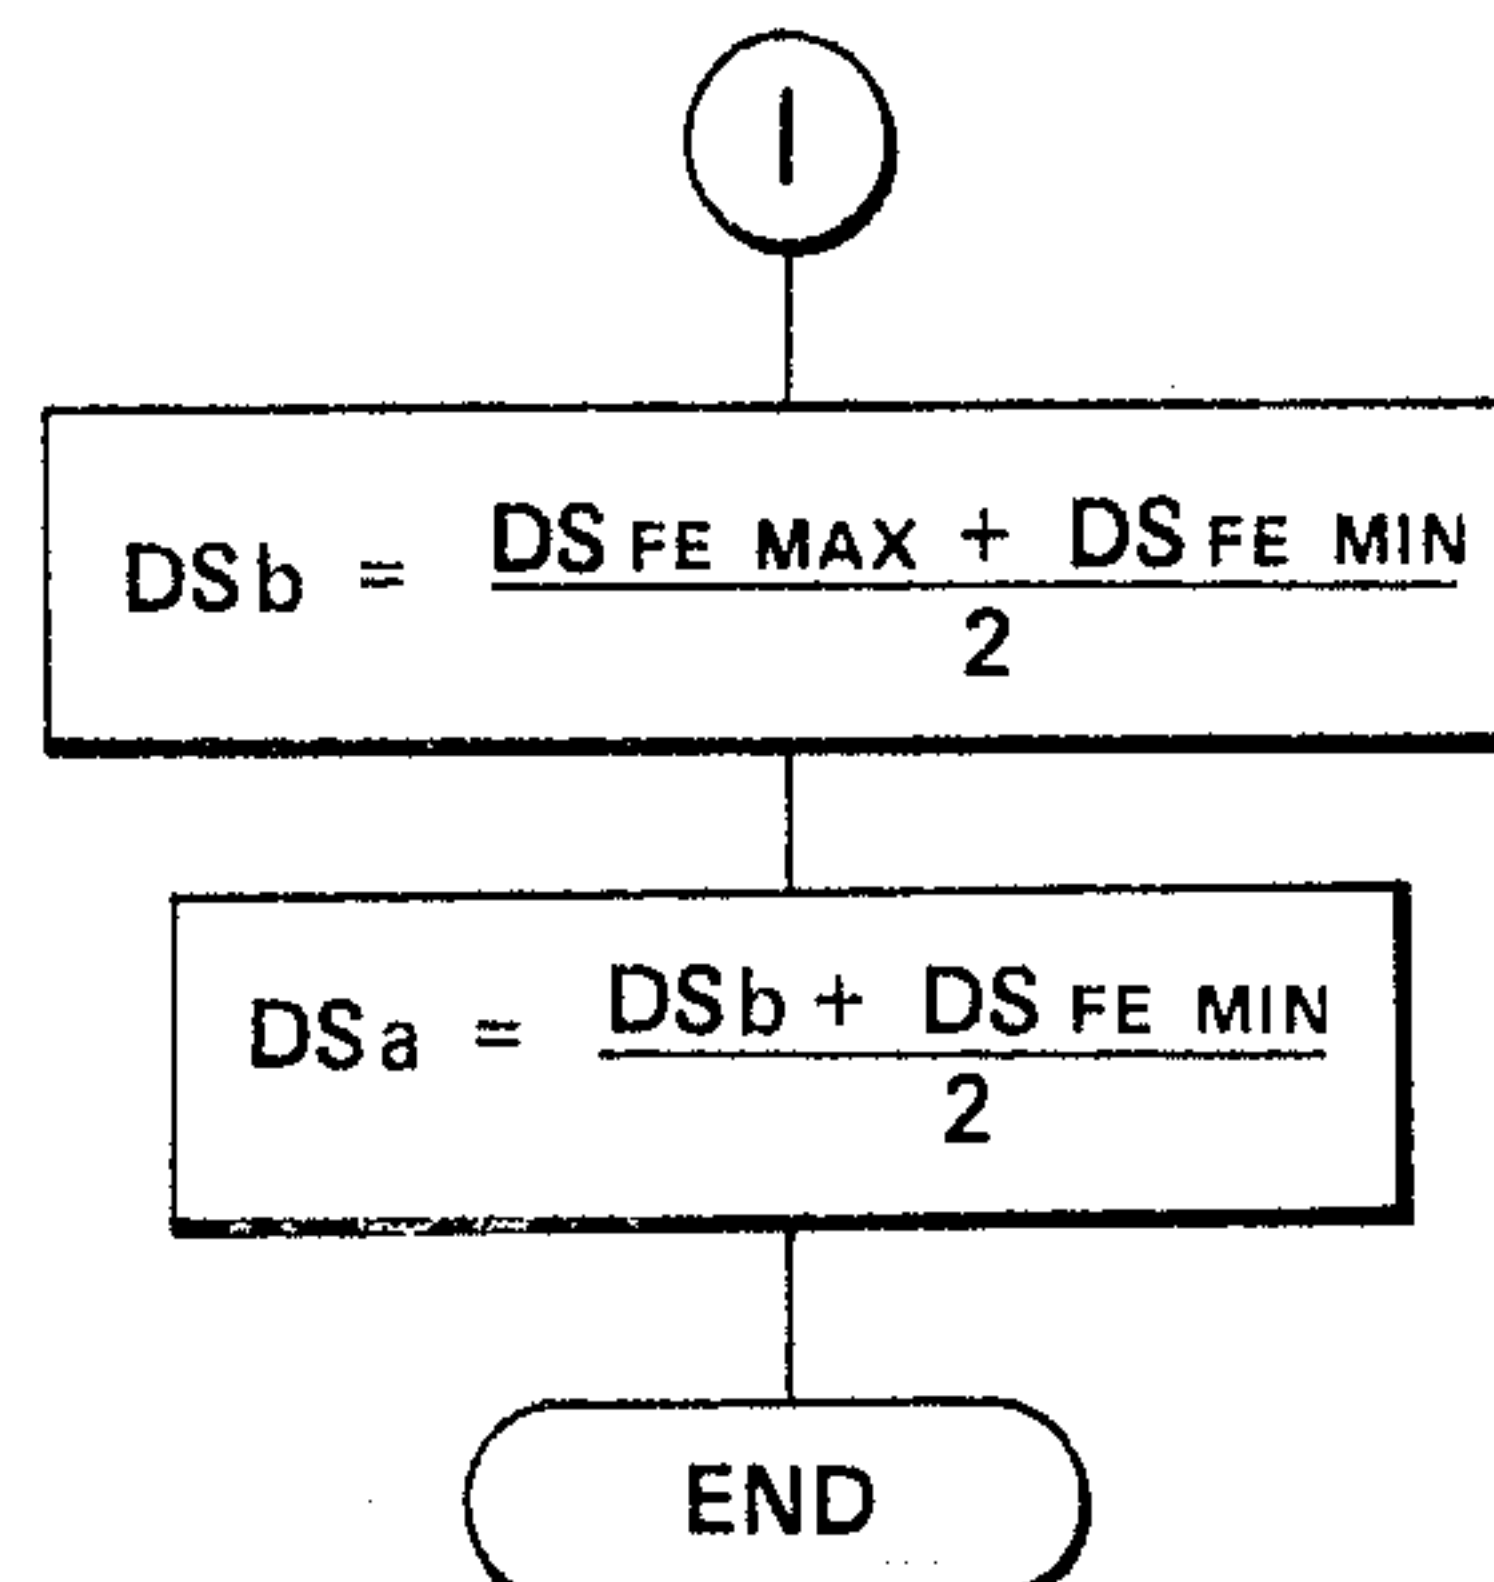 1
DSb = DS FE MAX + DS FE MIN
2
DSa = DSb + DS FE MIN
2
END